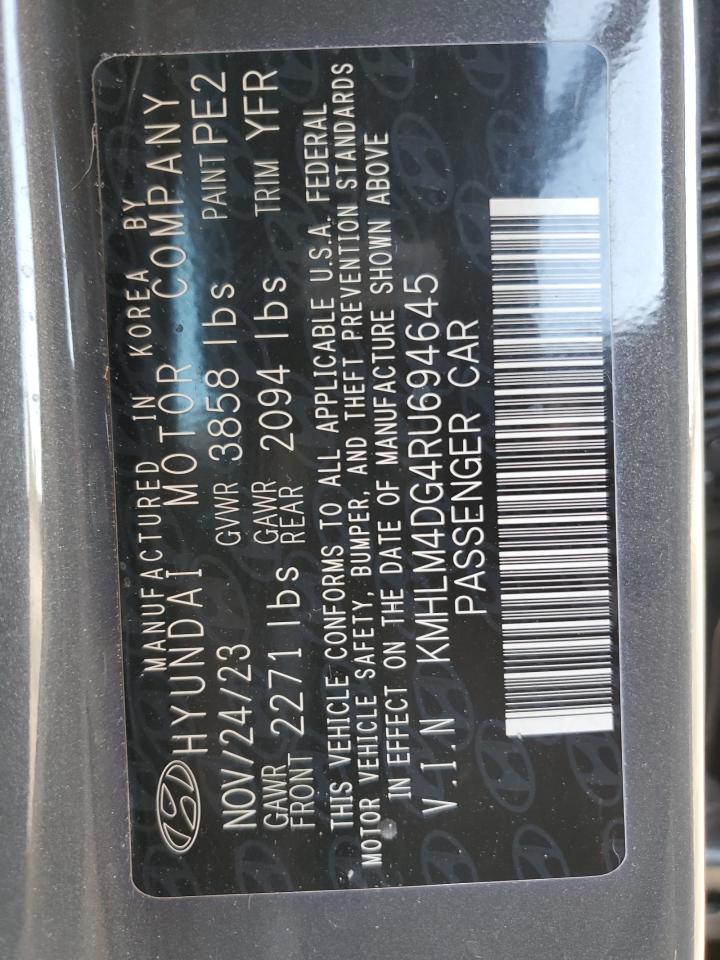 MANUFACTURED IN KOREA BY
HYUNDAI MOTOR COMPANY
NOV/24/23 GVWR 3858 lbs PAINT PE2
GAWR FRONT 2271 lbs GAWR REAR 2094 lbs TRIM YFR
THIS VEHICLE CONFORMS TO ALL APPLICABLE U.S.A. FEDERAL
MOTOR VEHICLE SAFETY, BUMPER, AND THEFT PREVENTION STANDARDS
IN EFFECT ON THE DATE OF MANUFACTURE SHOWN ABOVE
V.I.N KMHLM4DG4RU694645
PASSENGER CAR